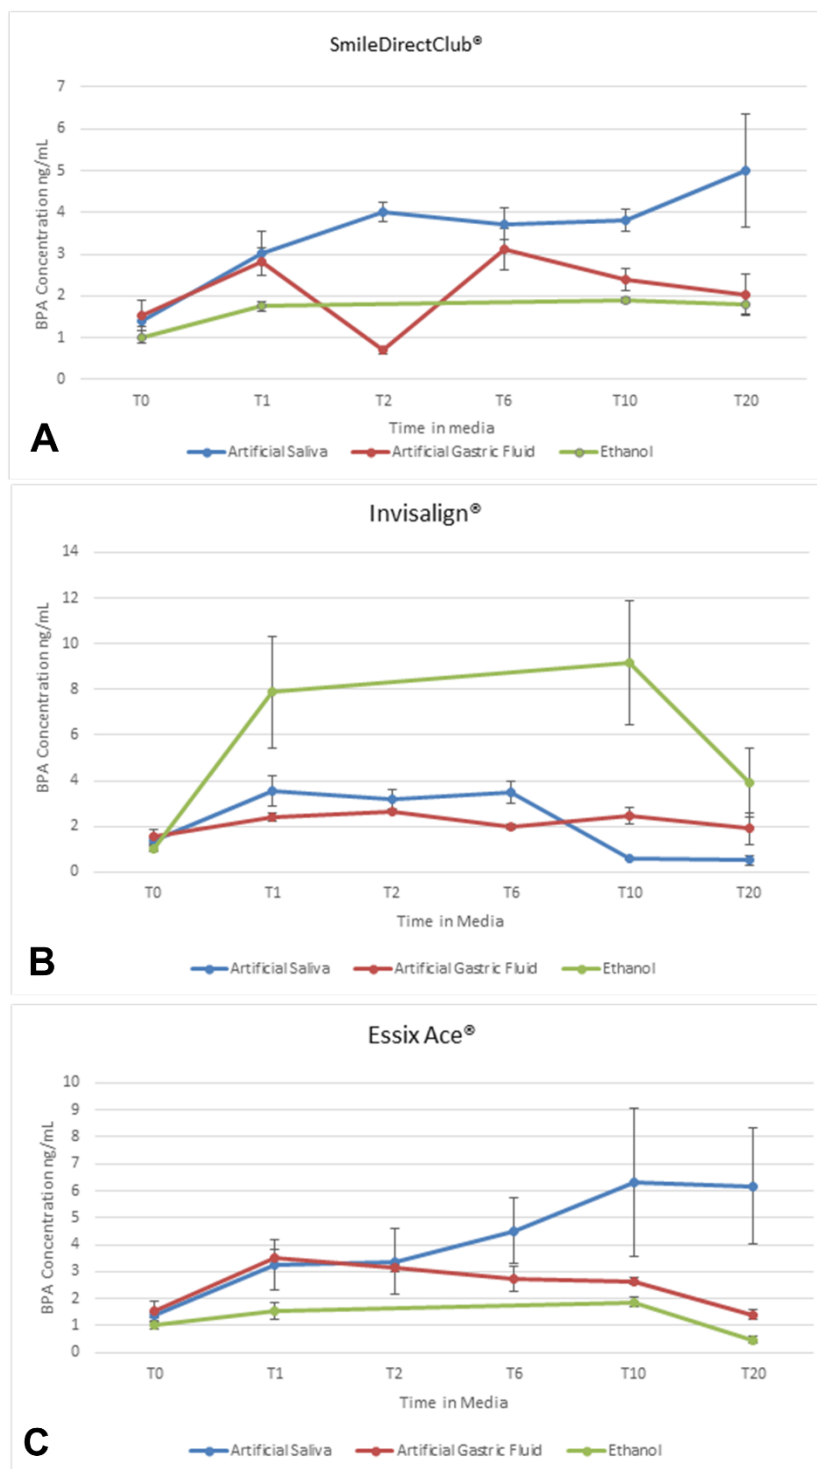 SmileDirectClub®
7
6
5
4
3
2
1
0
BPA Concentration ng/mL
T0 T1 T2 T6 T10 T20
Time in media
A
Artificial Saliva Artificial Gastric Fluid Ethanol
Invisalign®
14
12
10
8
6
4
2
0
BPA Concentration ng/mL
T0 T1 T2 T6 T10 T20
Time in Media
B
Artificial Saliva Artificial Gastric Fluid Ethanol
Essix Ace®
10
9
8
7
6
5
4
3
2
1
0
BPA Concentration ng/mL
T0 T1 T2 T6 T10 T20
Time in Media
C
Artificial Saliva Artificial Gastric Fluid Ethanol